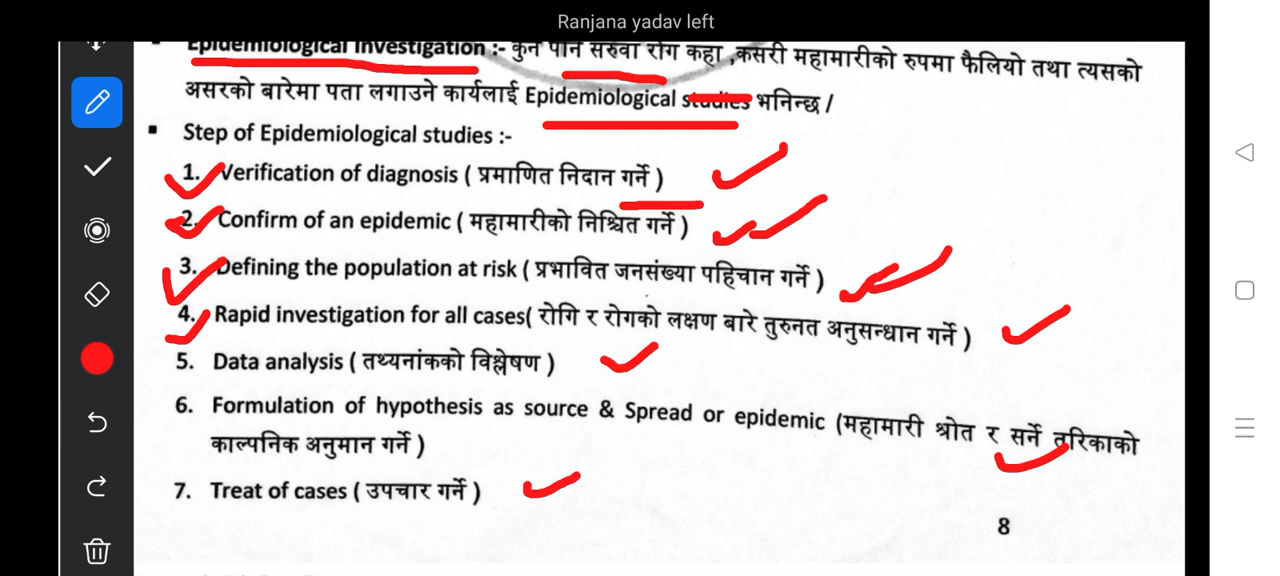 Ranjana yadav left
Epidemiological Investigation :- कुन पनि सरुवा रोग कहा ,कसरी महामारीको रुपमा फैलियो तथा त्यसको
असरको बारेमा पता लगाउने कार्यलाई Epidemiological studies भनिन्छ /
▪ Step of Epidemiological studies :-
1. Verification of diagnosis ( प्रमाणित निदान गर्ने )
2. Confirm of an epidemic ( महामारीको निश्चित गर्ने )
3. Defining the population at risk ( प्रभावित जनसंख्या पहिचान गर्ने )
4. Rapid investigation for all cases( रोगि र रोगको लक्षण बारे तुरुनत अनुसन्धान गर्ने )
5. Data analysis ( तथ्यनांकको विश्लेषण )
6. Formulation of hypothesis as source & Spread or epidemic (महामारी श्रोत र सर्ने तरिकाको
काल्पनिक अनुमान गर्ने )
7. Treat of cases ( उपचार गर्ने )
8